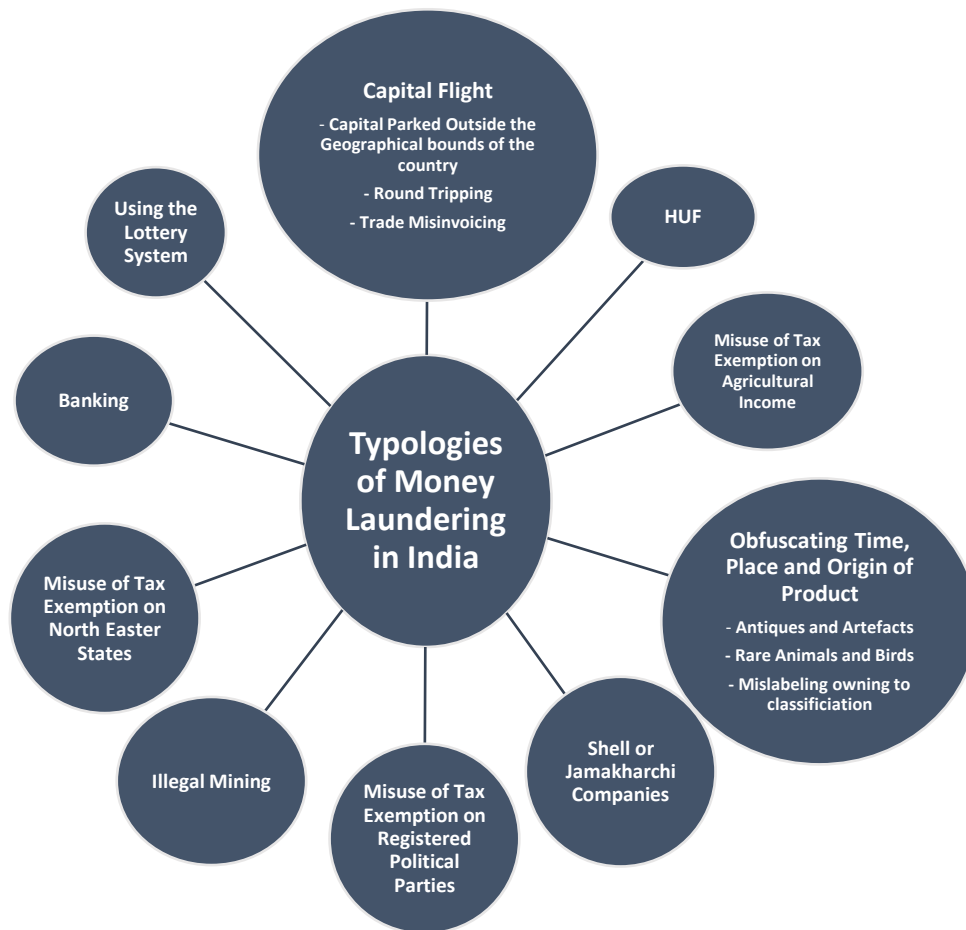 Typologies
of Money
Laundering
in India
Capital Flight
- Capital Parked Outside the
Geographical bounds of the
country
- Round Tripping
- Trade Misinvoicing
HUF
Misuse of Tax
Exemption on
Agricultural
Income
Obfuscating Time,
Place and Origin of
Product
- Antiques and Artefacts
- Rare Animals and Birds
- Mislabeling owning to
classificiation
Shell or
Jamakharchi
Companies
Misuse of Tax
Exemption on
Registered
Political
Parties
Illegal Mining
Misuse of Tax
Exemption on
North Easter
States
Banking
Using the
Lottery
System